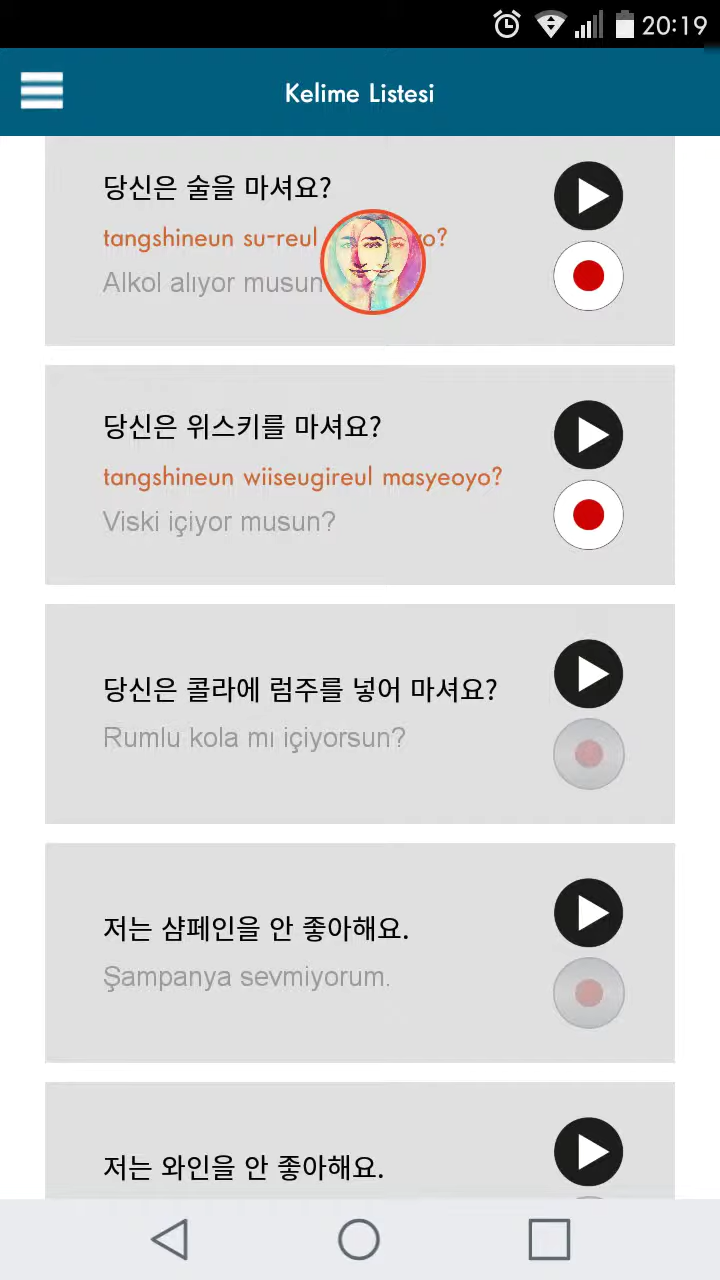 20:19
Kelime Listesi
당신은 술을 마셔요?
tangshineun su-reul
Alkol alıyor musun
당신은 위스키를 마셔요?
tangshineun wiiseugireul masyeoyo?
Viski içiyor musun?
당신은 콜라에 럼주를 넣어 마셔요?
Rumlu kola mı içiyorsun?
저는 샴페인을 안 좋아해요.
Şampanya sevmiyorum.
저는 와인을 안 좋아해요.